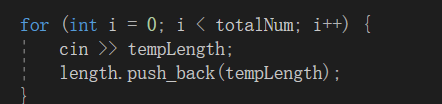 for (int i = 0; i < totalNum; i++) {
    cin >> tempLength;
    length.push_back(tempLength);
}